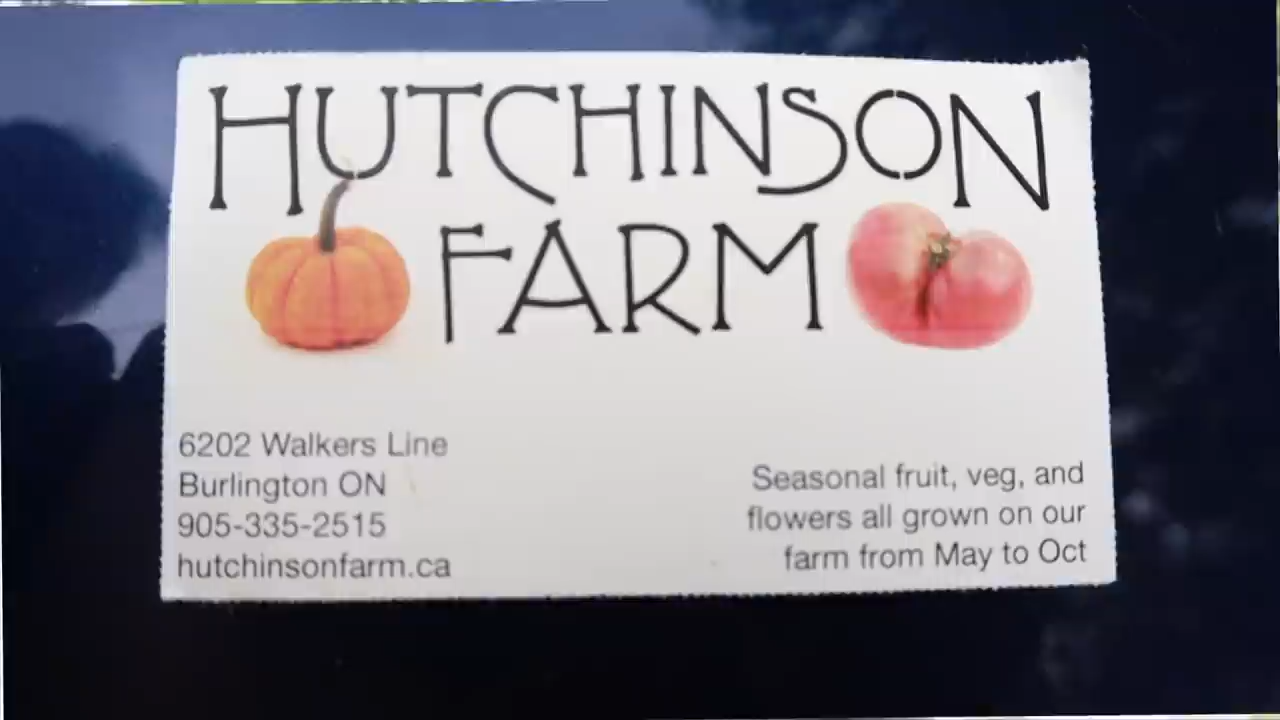 HUTCHINSON
FARM
6202 Walkers Line
Burlington ON
905-335-2515
hutchinsonfarm.ca
Seasonal fruit, veg, and
flowers all grown on our
farm from May to Oct